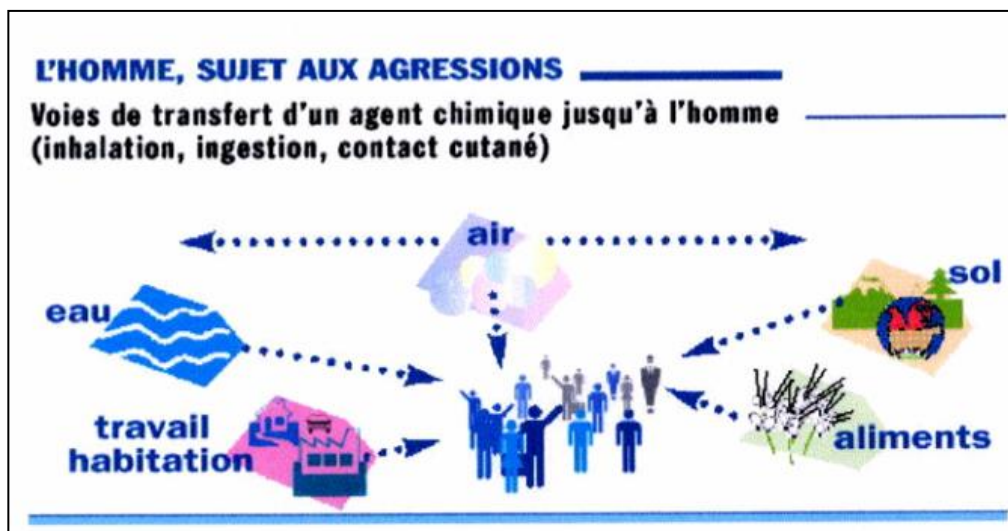 L'HOMME, SUJET AUX AGRESSIONS
Voies de transfert d'un agent chimique jusqu'à l'homme
(inhalation, ingestion, contact cutané)
air
eau
sol
travail
habitation
aliments